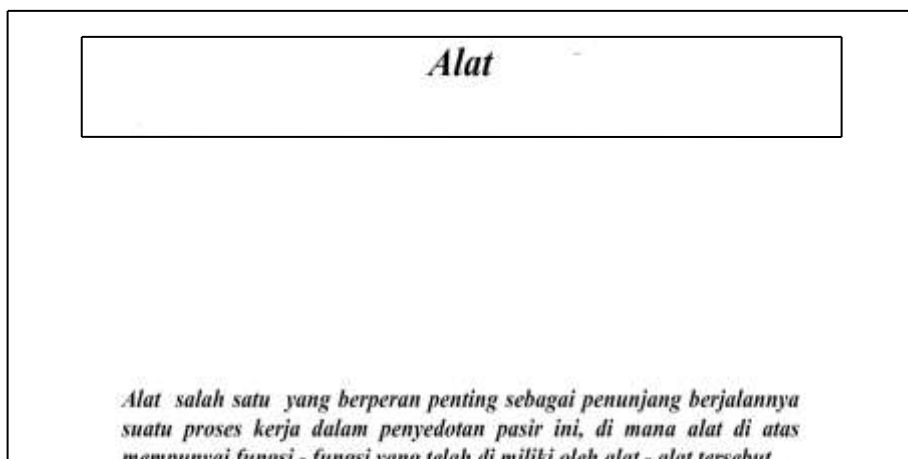 Alat
Alat salah satu yang berperan penting sebagai penunjang berjalannya
suatu proses kerja dalam penyedotan pasir ini, di mana alat di atas
mempunyai fungsi - fungsi yang telah di miliki oleh alat - alat tersebut